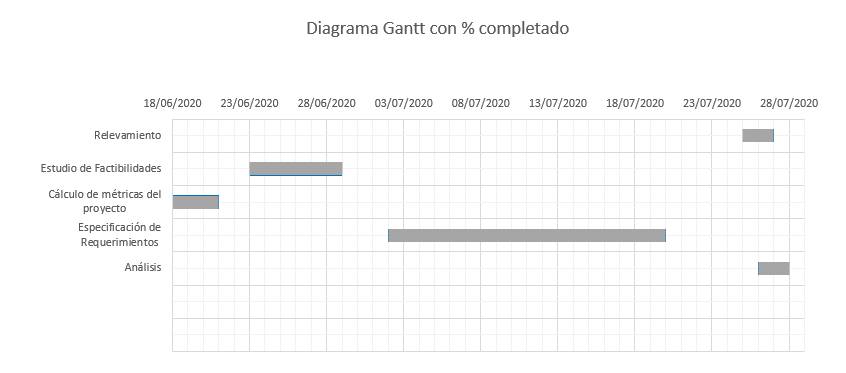 Diagrama Gantt con % completado
18/06/2020 23/06/2020 28/06/2020 03/07/2020 08/07/2020 13/07/2020 18/07/2020 23/07/2020 28/07/2020
Relevamiento
Estudio de Factibilidades
Cálculo de métricas del
proyecto
Especificación de
Requerimientos
Análisis